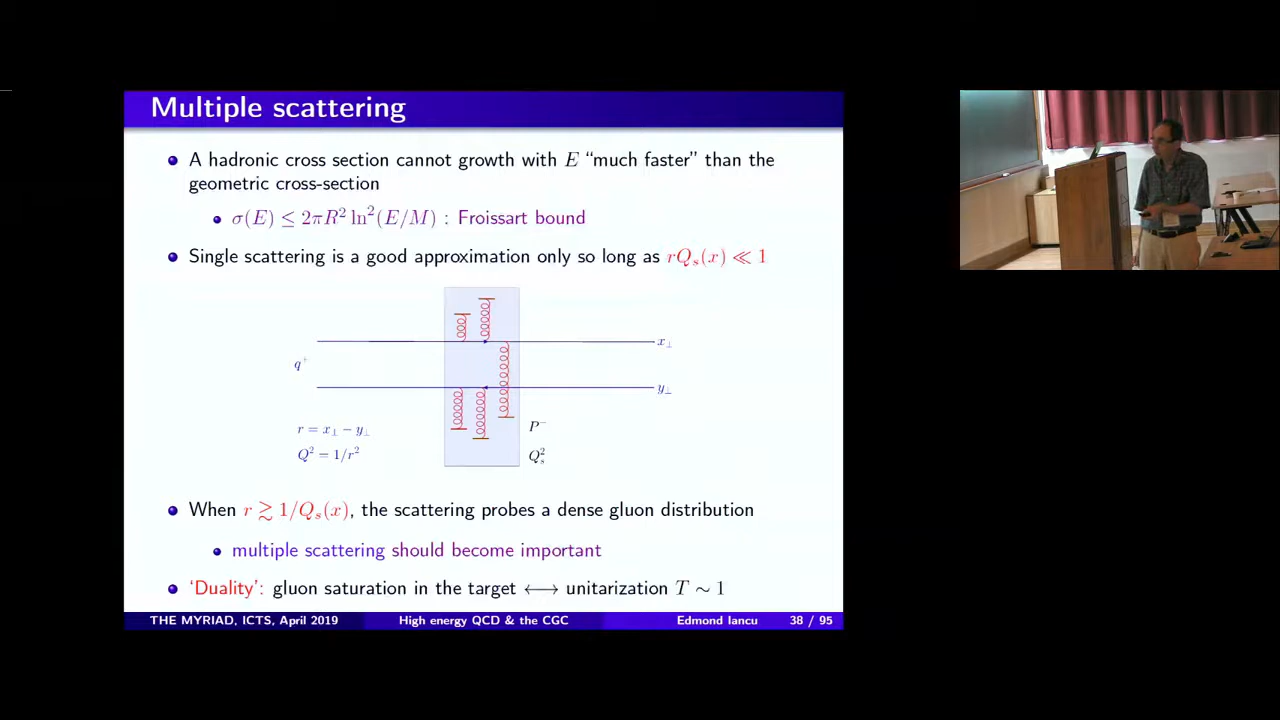 Multiple scattering
A hadronic cross section cannot growth with E “much faster” than the
geometric cross-section
σ(E) ≤ 2πR² ln²(E/M) : Froissart bound
Single scattering is a good approximation only so long as rQₛ(x) ≪ 1
x⊥
q⁺
y⊥
r = x⊥ − y⊥
P⁻
Q² = 1/r²
Qₛ²
When r ≳ 1/Qₛ(x), the scattering probes a dense gluon distribution
multiple scattering should become important
‘Duality’: gluon saturation in the target ⟷ unitarization T ∼ 1
THE MYRIAD, ICTS, April 2019 High energy QCD & the CGC Edmond Iancu 38 / 95